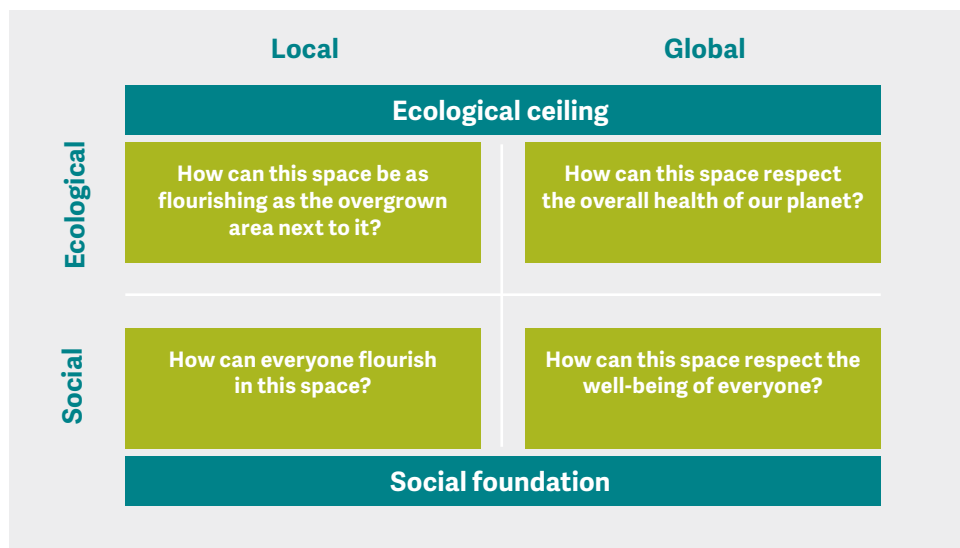 Local
Global
Ecological ceiling
Ecological
How can this space be as
flourishing as the overgrown
area next to it?
How can this space respect
the overall health of our planet?
Social
How can everyone flourish
in this space?
How can this space respect the
well-being of everyone?
Social foundation